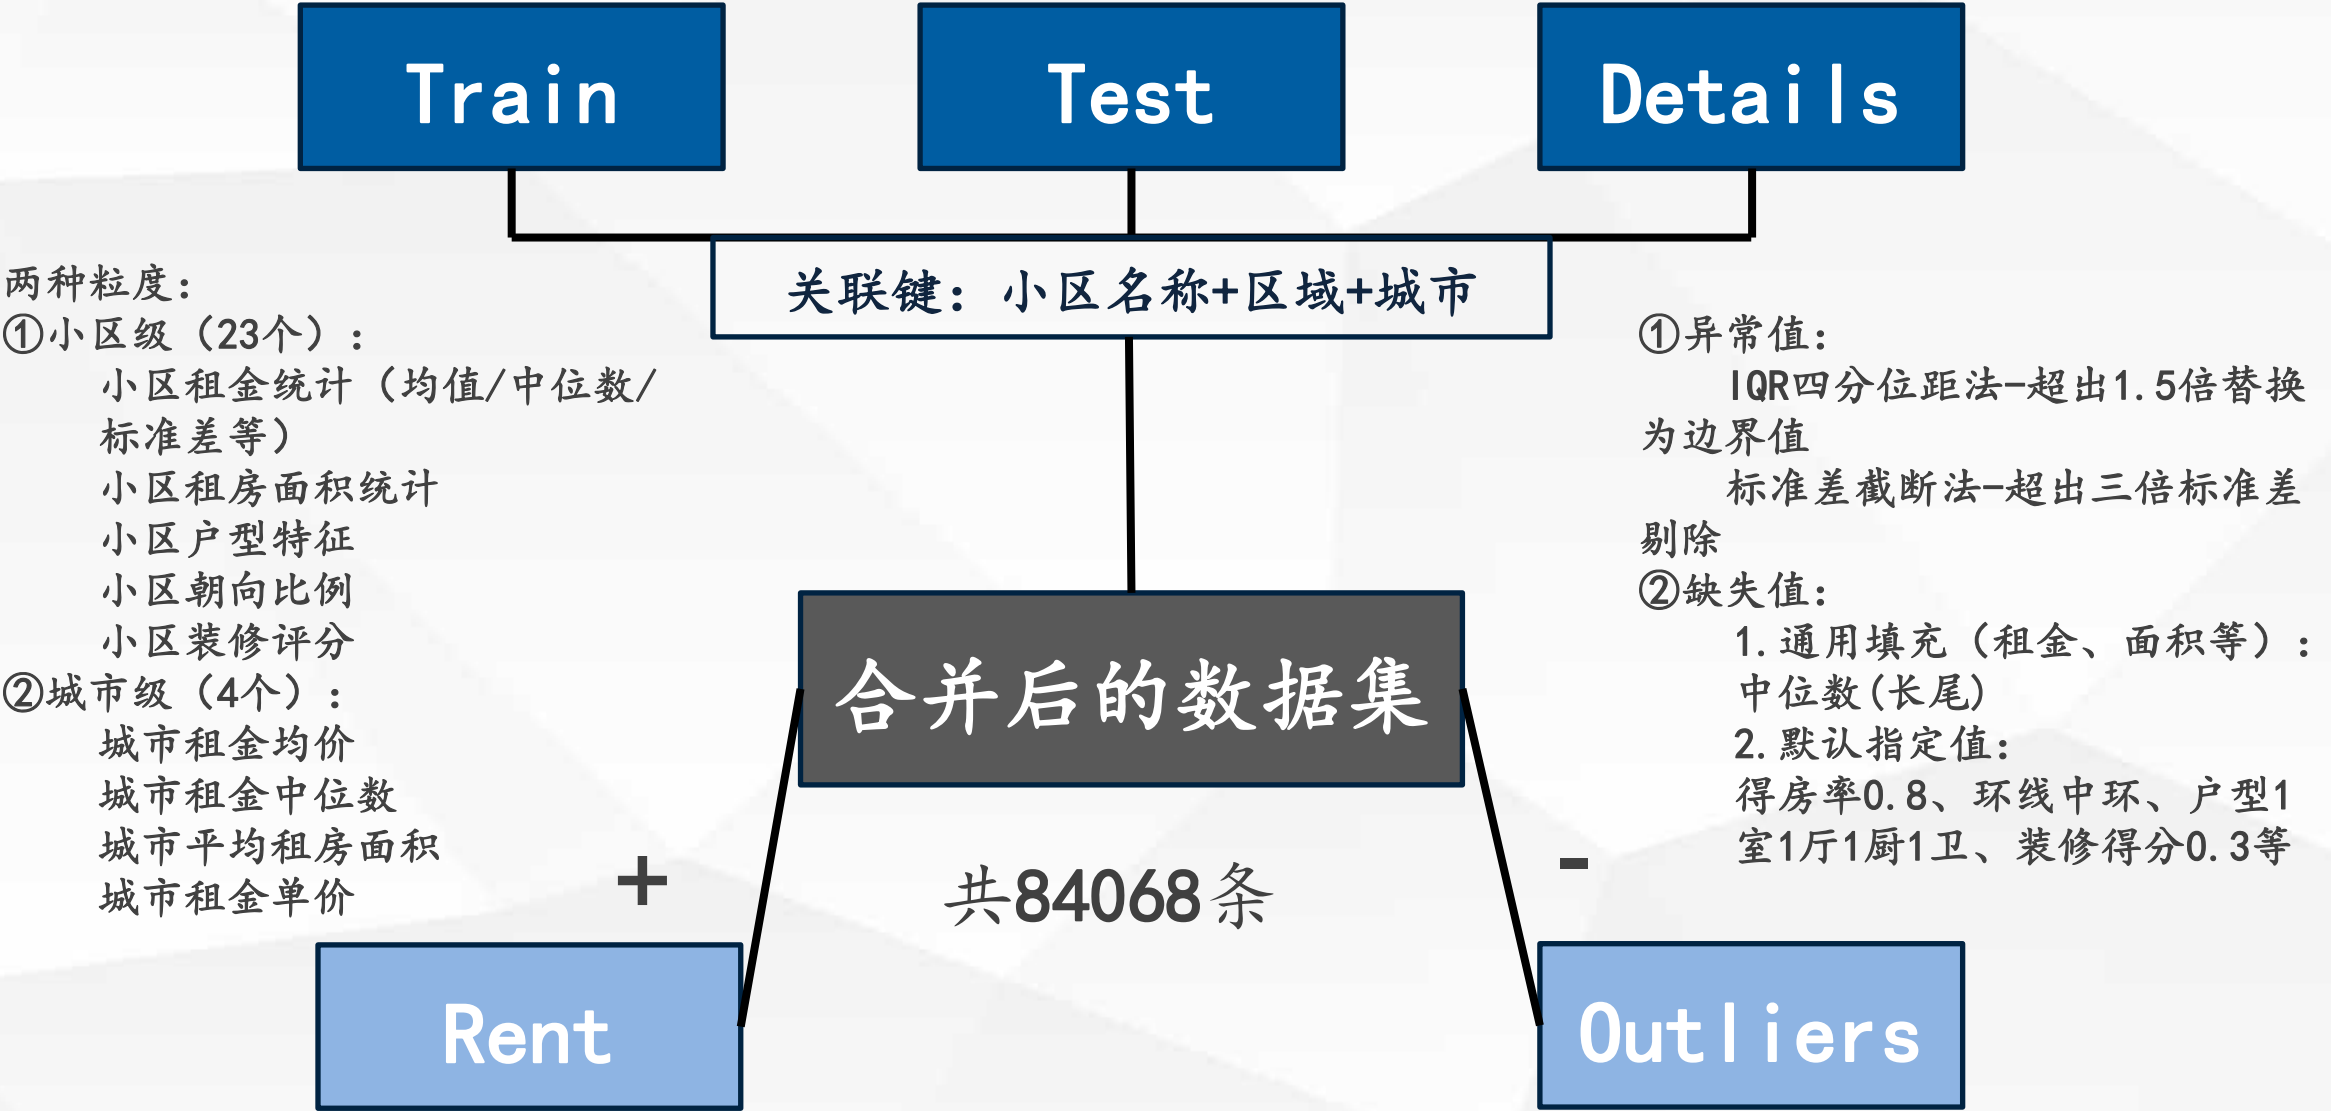 Train
Test
Details
关联键：小区名称+区域+城市
两种粒度：
①小区级（23个）：
小区租金统计（均值/中位数/
标准差等）
小区租房面积统计
小区户型特征
小区朝向比例
小区装修评分
②城市级（4个）：
城市租金均价
城市租金中位数
城市平均租房面积
城市租金单价
①异常值：
IQR四分位距法-超出1.5倍替换
为边界值
标准差截断法-超出三倍标准差
剔除
②缺失值：
1.通用填充（租金、面积等）：
中位数(长尾)
2.默认指定值：
得房率0.8、环线中环、户型1
室1厅1厨1卫、装修得分0.3等
合并后的数据集
+
共84068条
-
Rent
Outliers